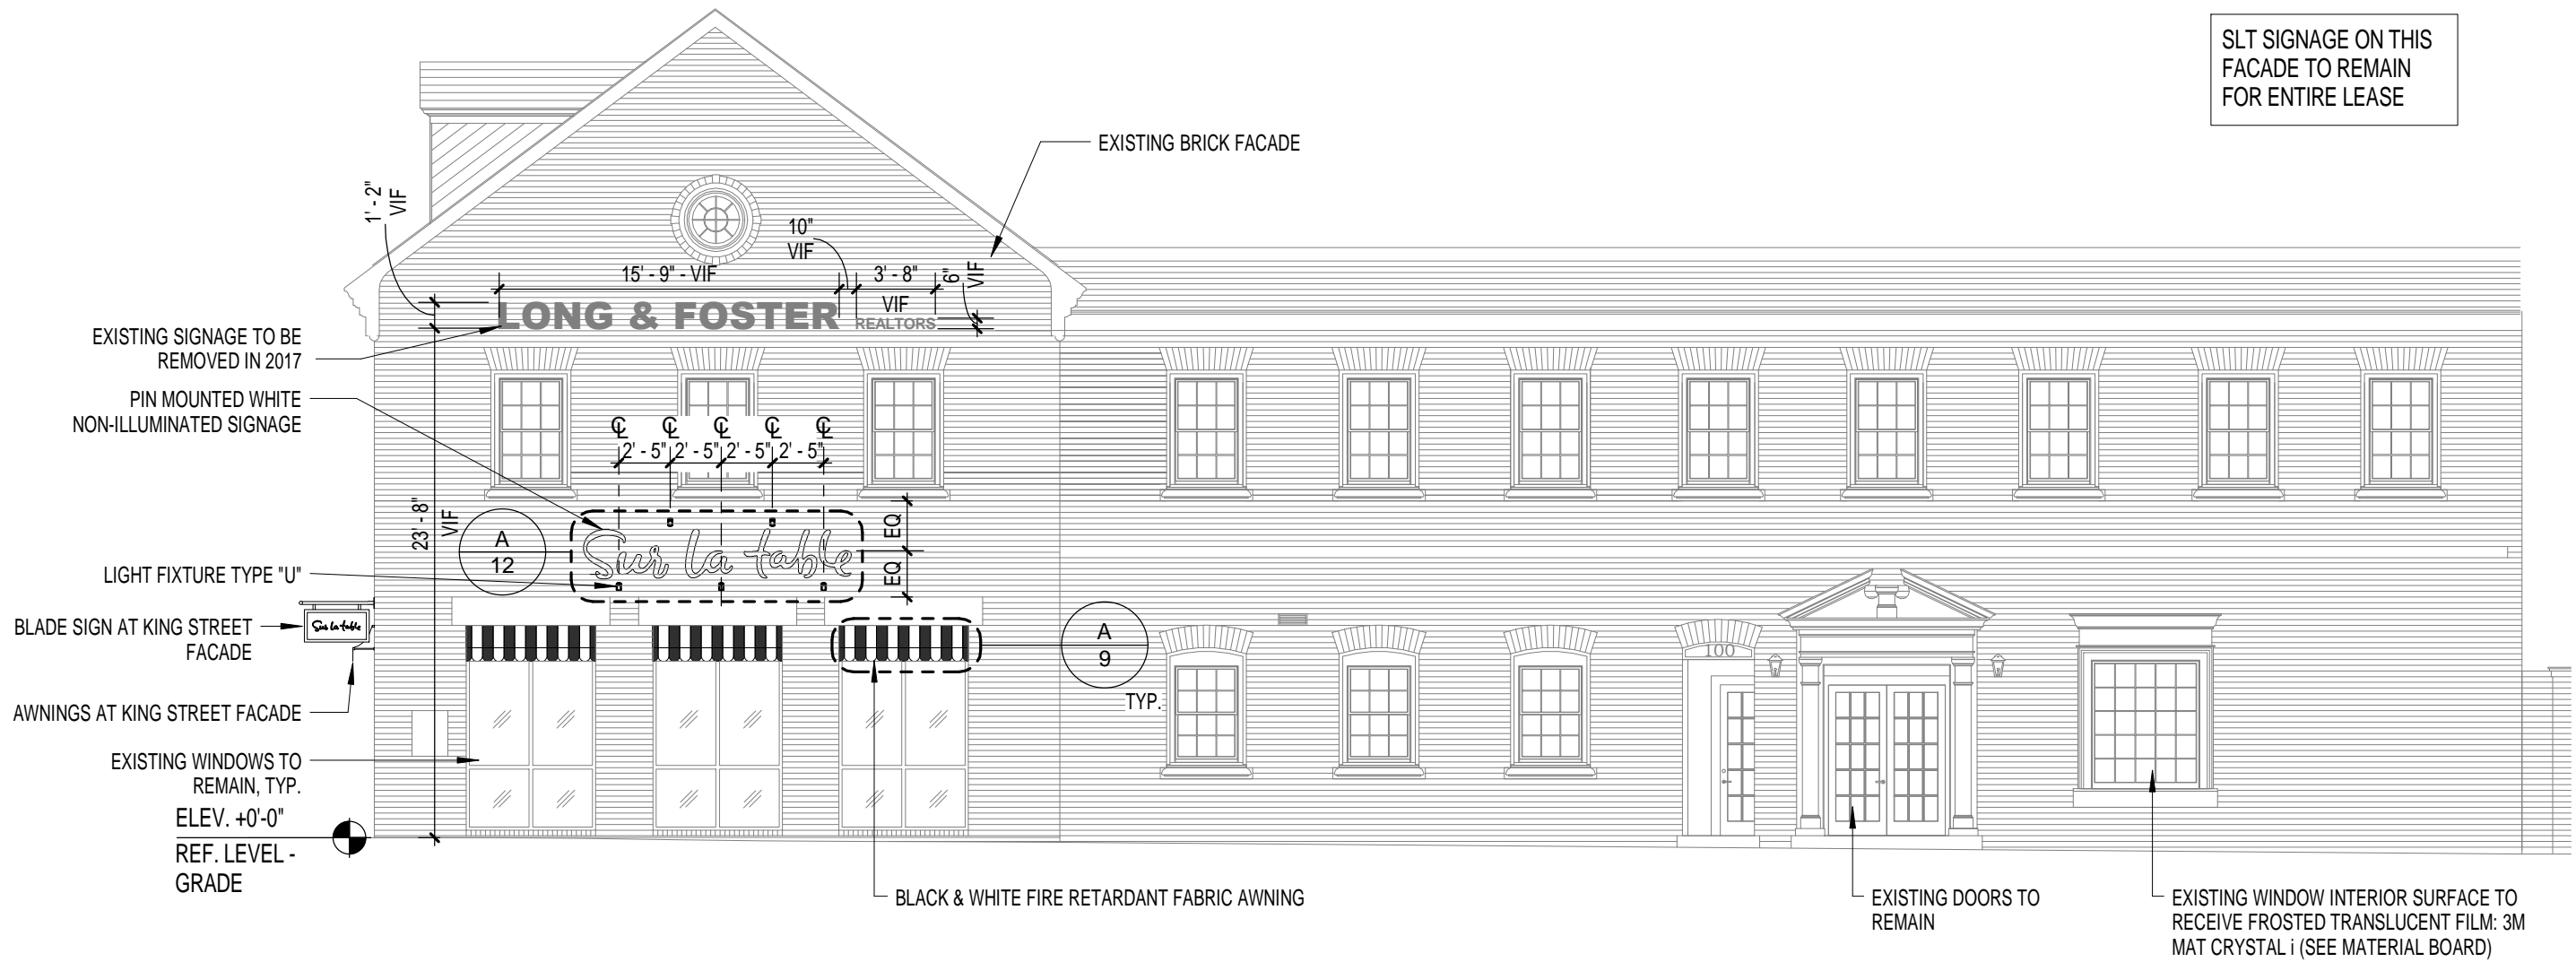 SLT SIGNAGE ON THIS
FACADE TO REMAIN
FOR ENTIRE LEASE
EXISTING BRICK FACADE
1' - 2"
VIF
10"
VIF
15' - 9" - VIF
3' - 8"
VIF
6"
VIF
LONG & FOSTER REALTORS
EXISTING SIGNAGE TO BE
REMOVED IN 2017
PIN MOUNTED WHITE
NON-ILLUMINATED SIGNAGE
℄ ℄ ℄ ℄ ℄
2' - 5" 2' - 5" 2' - 5" 2' - 5"
23' - 8"
VIF
A
12
Sur la table
EQ
EQ
LIGHT FIXTURE TYPE "U"
BLADE SIGN AT KING STREET
FACADE
Sur la table
A
9
TYP.
100
AWNINGS AT KING STREET FACADE
EXISTING WINDOWS TO
REMAIN, TYP.
ELEV. +0'-0"
REF. LEVEL -
GRADE
BLACK & WHITE FIRE RETARDANT FABRIC AWNING
EXISTING DOORS TO
REMAIN
EXISTING WINDOW INTERIOR SURFACE TO
RECEIVE FROSTED TRANSLUCENT FILM: 3M
MAT CRYSTAL i (SEE MATERIAL BOARD)